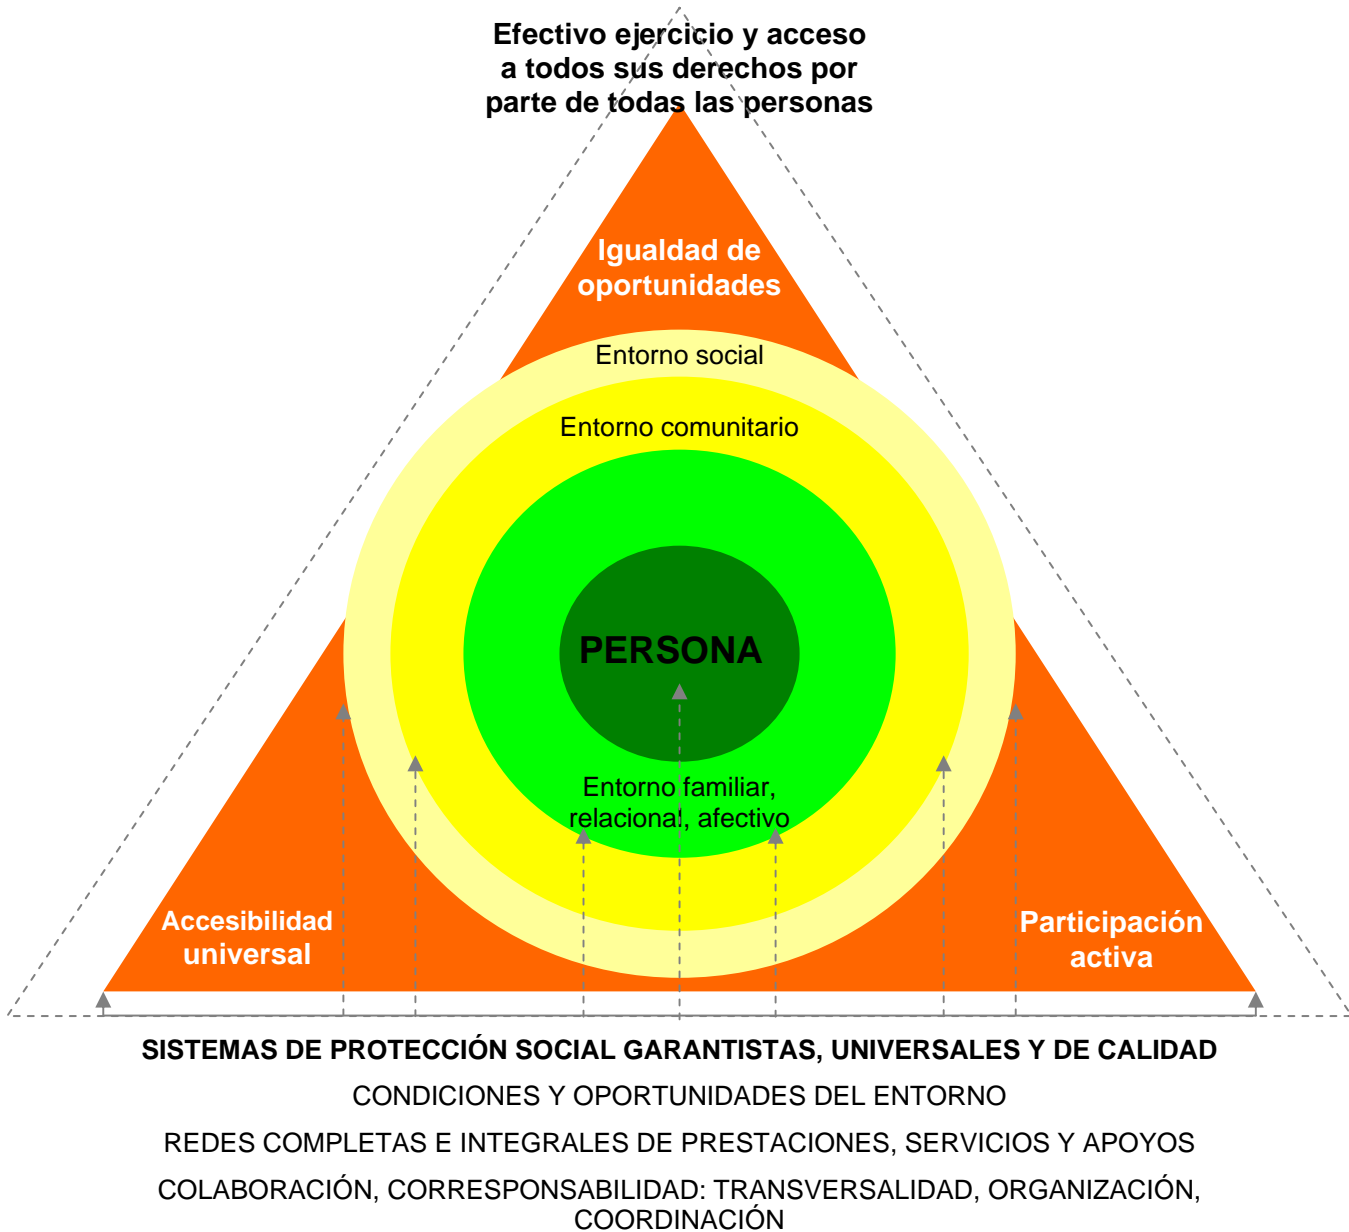 Efectivo ejercicio y acceso
a todos sus derechos por
parte de todas las personas
Igualdad de
oportunidades
Entorno social
Entorno comunitario
PERSONA
Entorno familiar,
relacional, afectivo
Accesibilidad
universal
Participación
activa
SISTEMAS DE PROTECCIÓN SOCIAL GARANTISTAS, UNIVERSALES Y DE CALIDAD
CONDICIONES Y OPORTUNIDADES DEL ENTORNO
REDES COMPLETAS E INTEGRALES DE PRESTACIONES, SERVICIOS Y APOYOS
COLABORACIÓN, CORRESPONSABILIDAD: TRANSVERSALIDAD, ORGANIZACIÓN,
COORDINACIÓN